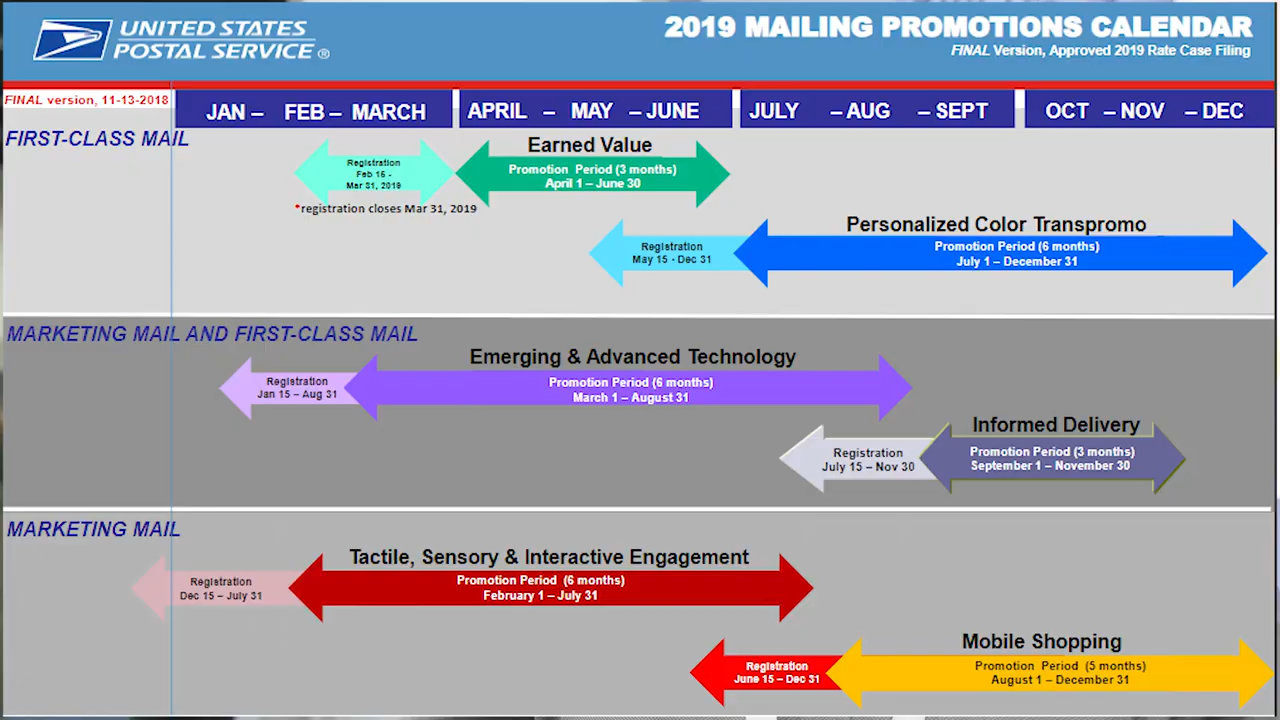 UNITED STATES
POSTAL SERVICE ®
2019 MAILING PROMOTIONS CALENDAR
FINAL Version, Approved 2019 Rate Case Filing
FINAL version, 11-13-2018
JAN – FEB – MARCH
APRIL – MAY – JUNE
JULY – AUG – SEPT
OCT – NOV – DEC
FIRST-CLASS MAIL
Earned Value
Registration
Feb 15 -
Mar 31, 2019
Promotion Period (3 months)
April 1 – June 30
*registration closes Mar 31, 2019
Personalized Color Transpromo
Registration
May 15 - Dec 31
Promotion Period (6 months)
July 1 – December 31
MARKETING MAIL AND FIRST-CLASS MAIL
Emerging & Advanced Technology
Registration
Jan 15 – Aug 31
Promotion Period (6 months)
March 1 – August 31
Informed Delivery
Registration
July 15 – Nov 30
Promotion Period (3 months)
September 1 – November 30
MARKETING MAIL
Tactile, Sensory & Interactive Engagement
Registration
Dec 15 – July 31
Promotion Period (6 months)
February 1 – July 31
Mobile Shopping
Registration
June 15 – Dec 31
Promotion Period (5 months)
August 1 – December 31